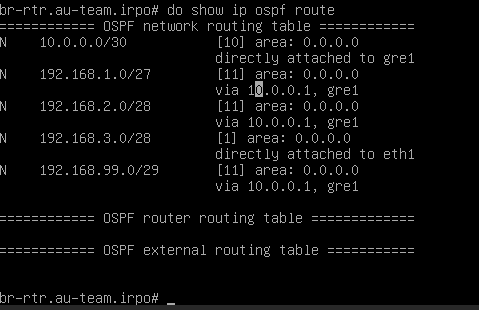 br-rtr.au-team.irpo# do show ip ospf route
============ OSPF network routing table ============
N    10.0.0.0/30           [10] area: 0.0.0.0
                           directly attached to gre1
N    192.168.1.0/27        [11] area: 0.0.0.0
                           via 10.0.0.1, gre1
N    192.168.2.0/28        [11] area: 0.0.0.0
                           via 10.0.0.1, gre1
N    192.168.3.0/28        [1] area: 0.0.0.0
                           directly attached to eth1
N    192.168.99.0/29       [11] area: 0.0.0.0
                           via 10.0.0.1, gre1
============ OSPF router routing table =============
============ OSPF external routing table ===========
br-rtr.au-team.irpo# _